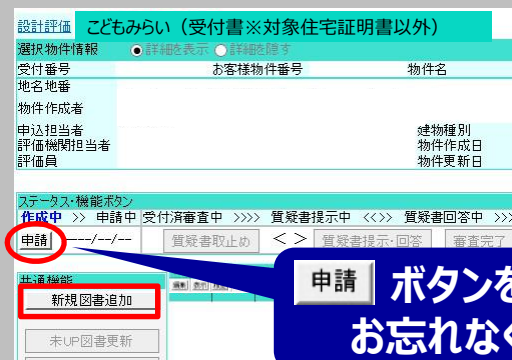 設計評価 こどもみらい（受付書※対象住宅証明書以外）
選択物件情報 詳細を表示 詳細を隠す
受付番号 お客様物件番号 物件名
地名地番
物件作成者
申込担当者 建物種別
評価機関担当者 物件作成日
評価員 物件更新日
ステータス・機能ボタン
作成中 >> 申請中 受付済審査中 >>>> 質疑書提示中 <<>> 質疑書回答中 >>>
申請 ----/--/-- 質疑書取止め < > 質疑書提示・回答 審査完了
共通機能
新規図書追加
申請 ボタンを
お忘れなく
未UP図書更新